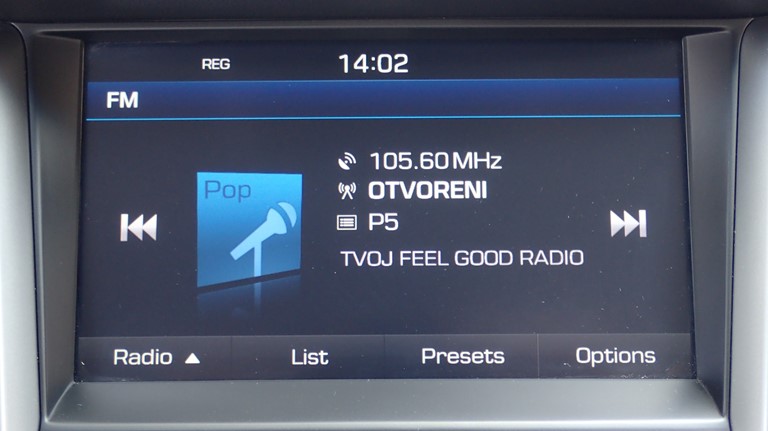 REG 14:02
FM
Pop
105.60 MHz
OTVORENI
P5
TVOJ FEEL GOOD RADIO
Radio ▲ List Presets Options